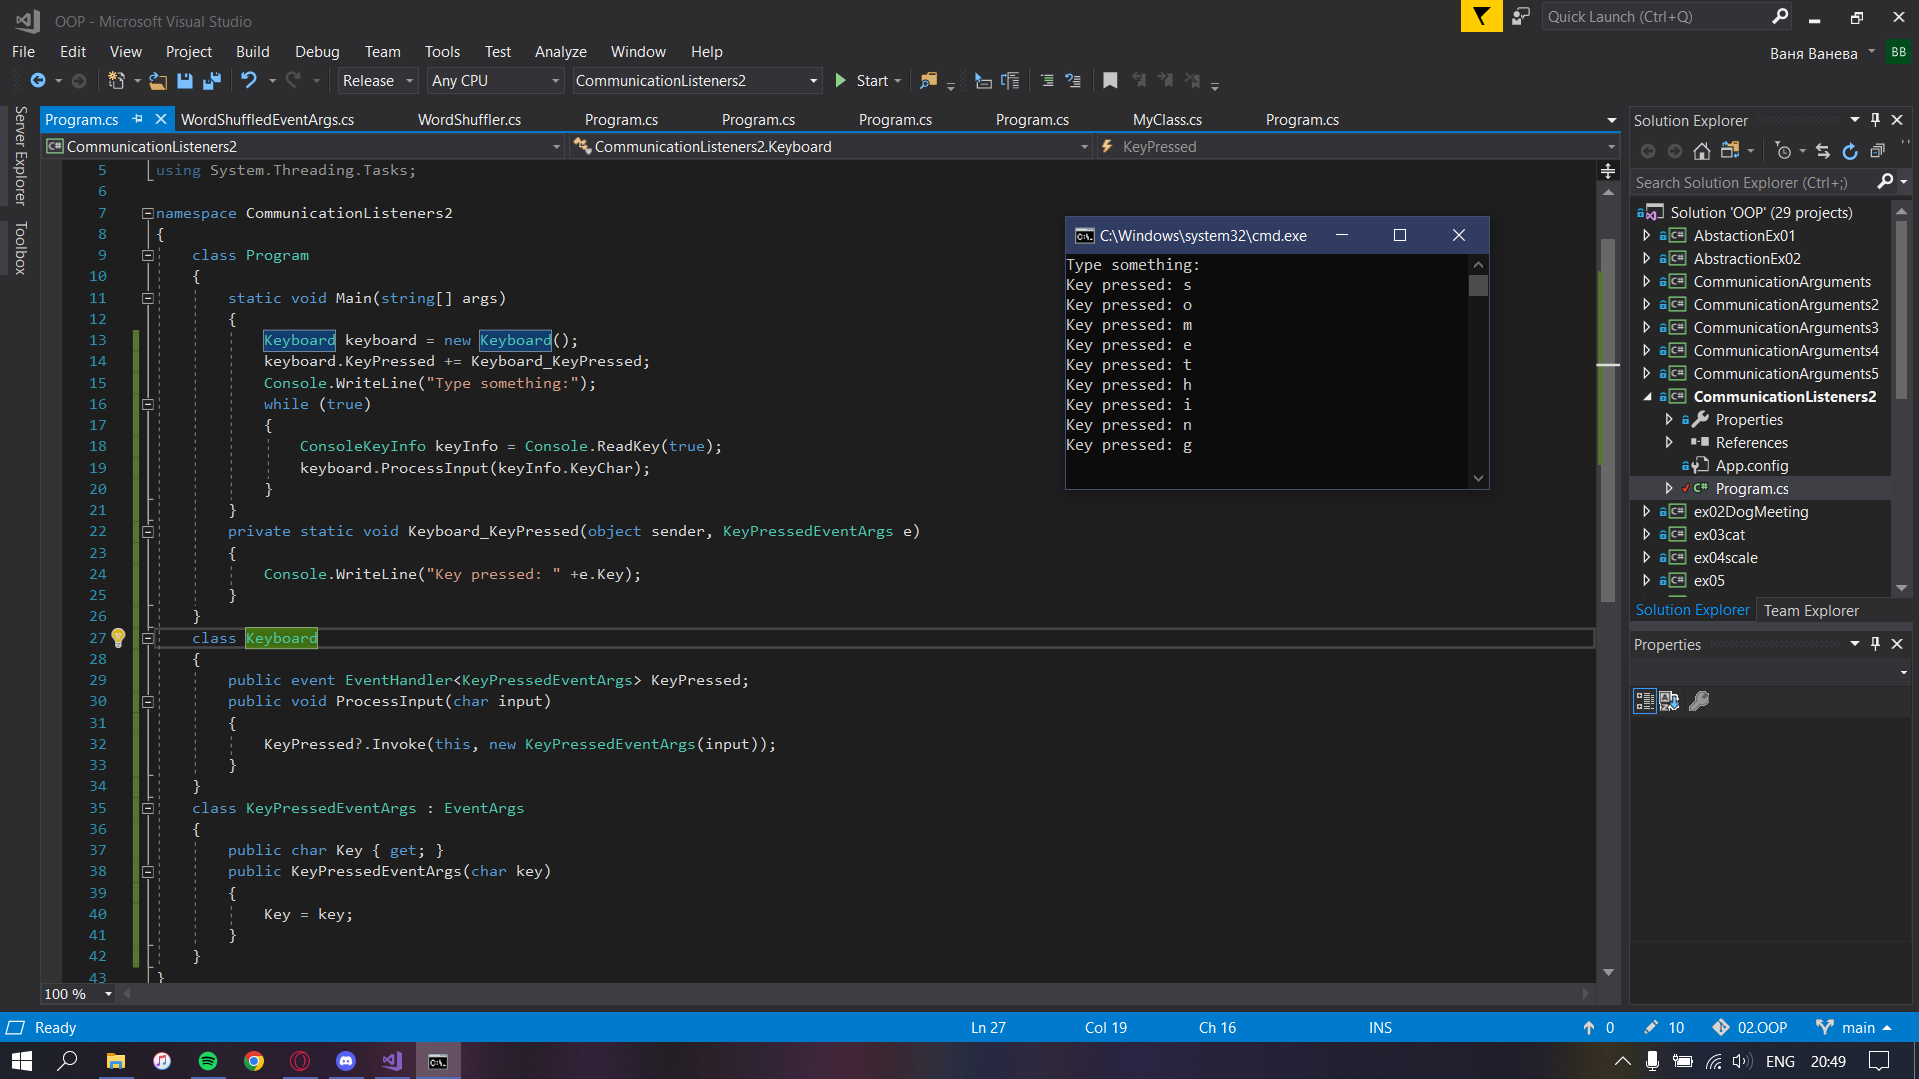 OOP - Microsoft Visual Studio
Quick Launch (Ctrl+Q)
File Edit View Project Build Debug Team Tools Test Analyze Window Help
Ваня Ванева
BB
Release
Any CPU
CommunicationListeners2
Start
Server Explorer
Toolbox
Program.cs WordShuffledEventArgs.cs WordShuffler.cs Program.cs Program.cs Program.cs Program.cs MyClass.cs Program.cs
CommunicationListeners2
CommunicationListeners2.Keyboard
KeyPressed
5 using System.Threading.Tasks;
6
7 namespace CommunicationListeners2
8 {
9 class Program
10 {
11 static void Main(string[] args)
12 {
13 Keyboard keyboard = new Keyboard();
14 keyboard.KeyPressed += Keyboard_KeyPressed;
15 Console.WriteLine("Type something:");
16 while (true)
17 {
18 ConsoleKeyInfo keyInfo = Console.ReadKey(true);
19 keyboard.ProcessInput(keyInfo.KeyChar);
20 }
21 }
22 private static void Keyboard_KeyPressed(object sender, KeyPressedEventArgs e)
23 {
24 Console.WriteLine("Key pressed: " +e.Key);
25 }
26 }
27 class Keyboard
28 {
29 public event EventHandler<KeyPressedEventArgs> KeyPressed;
30 public void ProcessInput(char input)
31 {
32 KeyPressed?.Invoke(this, new KeyPressedEventArgs(input));
33 }
34 }
35 class KeyPressedEventArgs : EventArgs
36 {
37 public char Key { get; }
38 public KeyPressedEventArgs(char key)
39 {
40 Key = key;
41 }
42 }
43 }
100 %
C:\Windows\system32\cmd.exe
Type something:
Key pressed: s
Key pressed: o
Key pressed: m
Key pressed: e
Key pressed: t
Key pressed: h
Key pressed: i
Key pressed: n
Key pressed: g
Solution Explorer
Search Solution Explorer (Ctrl+;)
Solution 'OOP' (29 projects)
AbstactionEx01
AbstractionEx02
CommunicationArguments
CommunicationArguments2
CommunicationArguments3
CommunicationArguments4
CommunicationArguments5
CommunicationListeners2
Properties
References
App.config
Program.cs
ex02DogMeeting
ex03cat
ex04scale
ex05
Solution Explorer Team Explorer
Properties
Ready
Ln 27
Col 19
Ch 16
INS
0
10
02.OOP
main
ENG
20:49